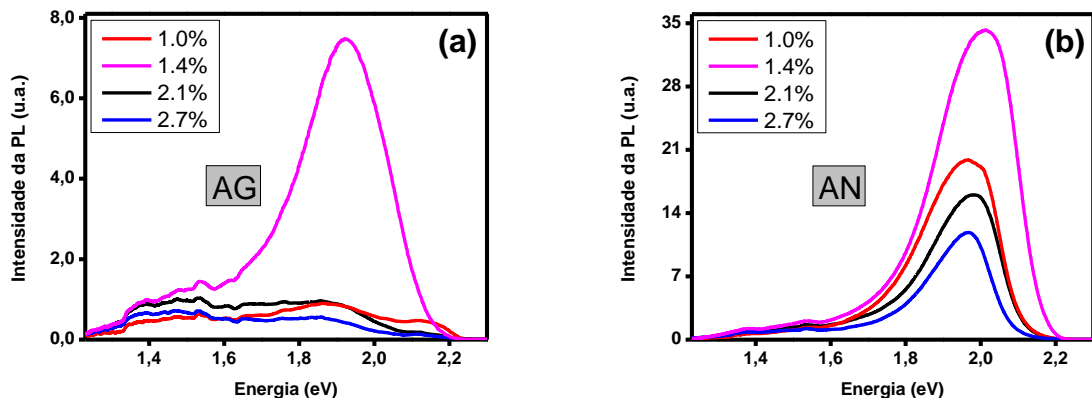 8,0
6,0
4,0
2,0
0,0
Intensidade da PL (u.a.)
1.0%
1.4%
2.1%
2.7%
(a)
AG
1,4 1,6 1,8 2,0 2,2
Energia (eV)
35
28
21
14
7
0
Intensidade da PL (u.a.)
1.0%
1.4%
2.1%
2.7%
(b)
AN
1,4 1,6 1,8 2,0 2,2
Energia (eV)